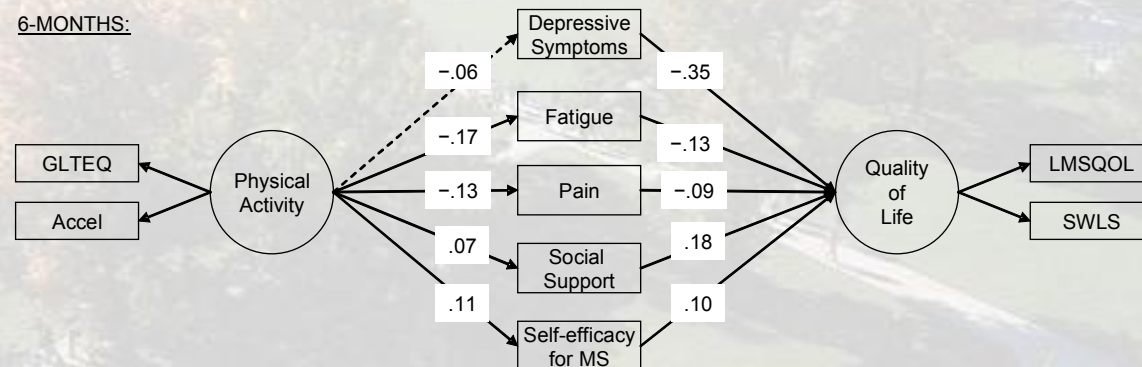 6-MONTHS:
Depressive
Symptoms
−.06
−.35
Fatigue
−.17
−.13
GLTEQ
Accel
Physical
Activity
Pain
−.13
−.09
Quality
of
Life
LMSQOL
SWLS
.07
.18
Social
Support
.11
.10
Self-efficacy
for MS